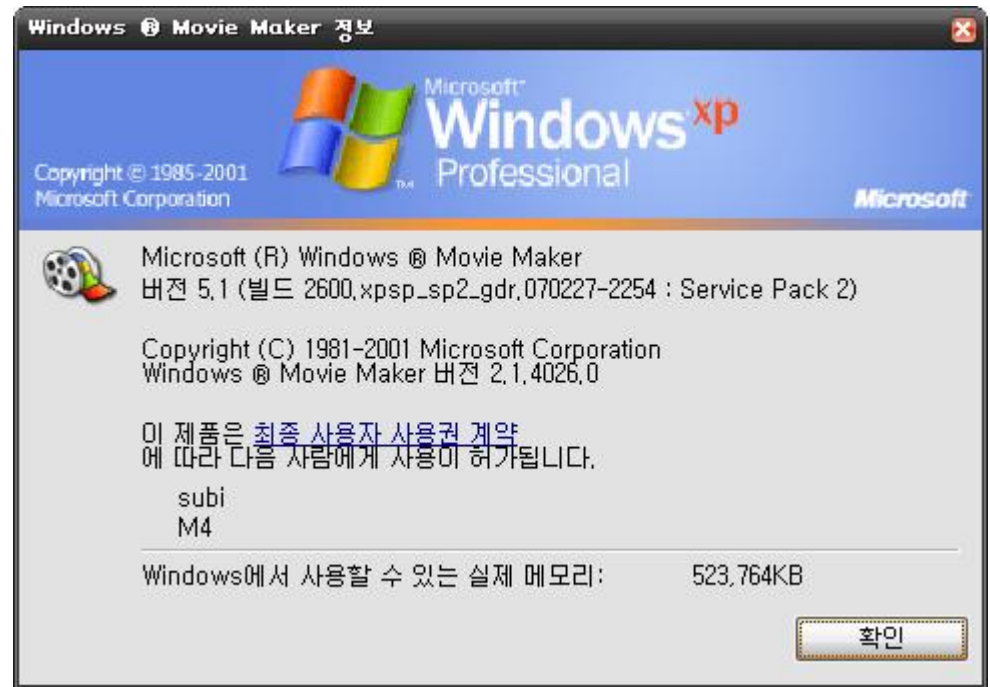 Windows ® Movie Maker 정보
Microsoft®
Windows xp
Professional
TM
Copyright © 1985-2001
Microsoft Corporation
Microsoft
Microsoft (R) Windows ® Movie Maker
버전 5.1 (빌드 2600.xpsp_sp2_gdr.070227-2254 : Service Pack 2)
Copyright (C) 1981-2001 Microsoft Corporation
Windows ® Movie Maker 버전 2.1.4026.0
이 제품은 최종 사용자 사용권 계약
에 따라 다음 사람에게 사용이 허가됩니다.
subi
M4
Windows에서 사용할 수 있는 실제 메모리: 523,764KB
확인